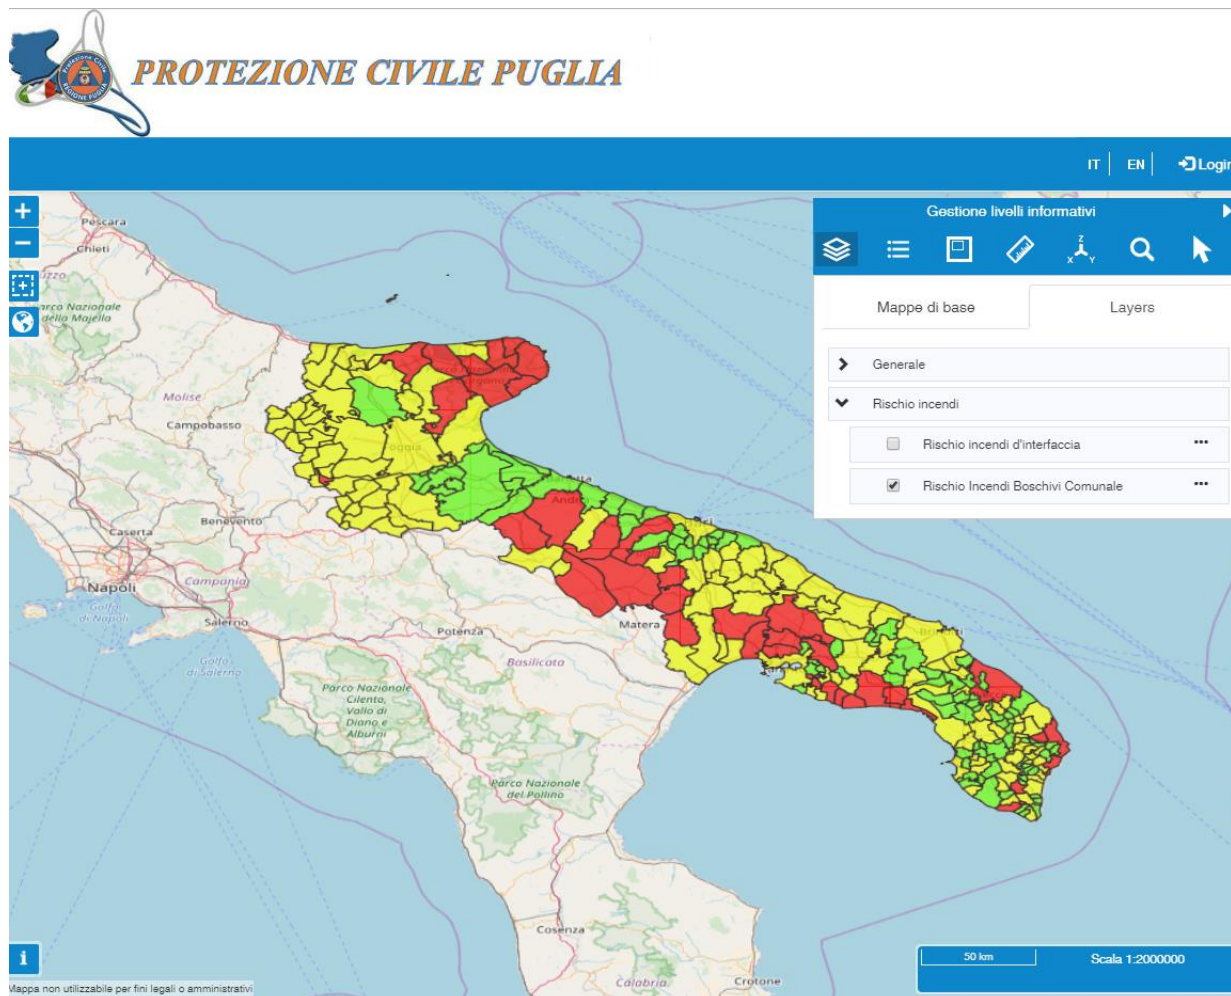 PROTEZIONE CIVILE PUGLIA
IT EN Login
Gestione livelli informativi
Mappe di base Layers
Generale
Rischio incendi
Rischio incendi d'interfaccia
Rischio Incendi Boschivi Comunale
Pescara
Chieti
Parco Nazionale
della Majella
Molise
Campobasso
Benevento
Caserta
Campania
Napoli
Golfo
di Napoli
Salerno
Potenza
Matera
Basilicata
Golfo
di Salerno
Parco Nazionale
Cilento,
Vallo di
Diano e
Alburni
Parco Nazionale
del Pollino
Cosenza
Calabria
Crotone
50 km Scala 1:2000000
Mappa non utilizzabile per fini legali o amministrativi